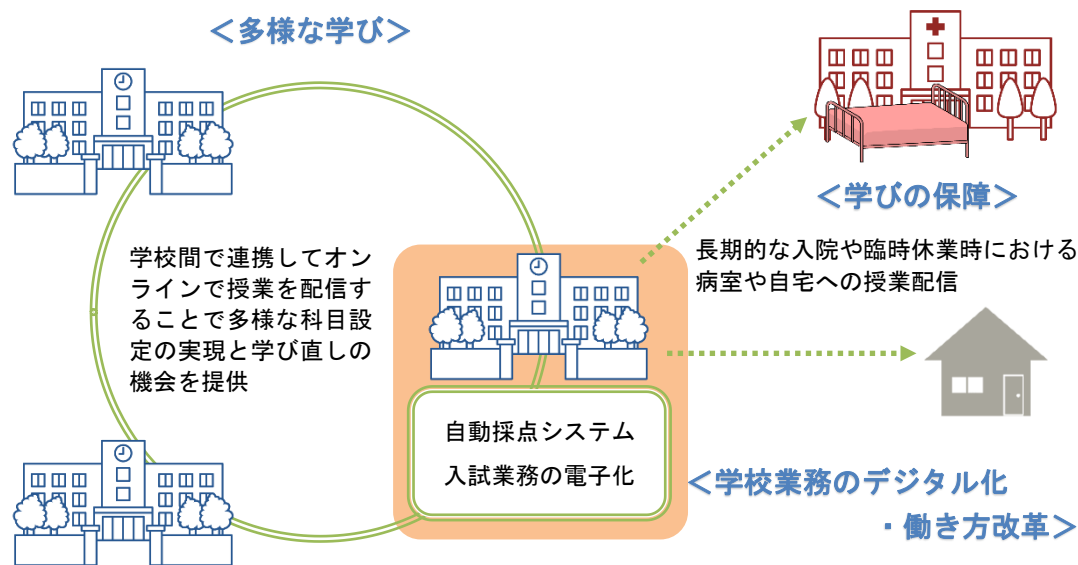 ＜多様な学び＞
学校間で連携してオン
ラインで授業を配信す
ることで多様な科目設
定の実現と学び直しの
機会を提供
＜学びの保障＞
長期的な入院や臨時休業時における
病室や自宅への授業配信
自動採点システム
入試業務の電子化
＜学校業務のデジタル化
・働き方改革＞